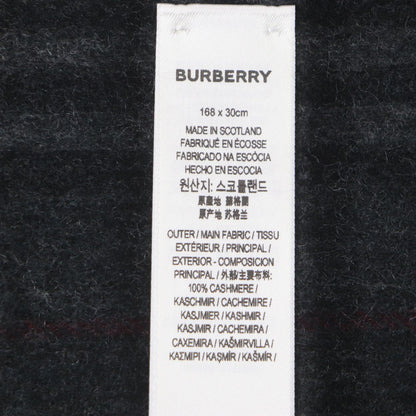 BURBERRY
168 x 30cm
MADE IN SCOTLAND
FABRIQUÉ EN ÉCOSSE
FABRICADO NA ESCÓCIA
HECHO EN ESCOCIA
원산지: 스코틀랜드
原產地 蘇格蘭
原产地 苏格兰
OUTER / MAIN FABRIC / TISSU
EXTÉRIEUR / PRINCIPAL /
EXTERIOR - COMPOSICION
PRINCIPAL / 外部/主要布料:
100% CASHMERE /
KASCHMIR / CACHEMIRE /
KASJMIER / KASHMIR /
KASJMIR / CACHEMIRA /
CAXEMIRA / KAŠMIRVILLA /
ΚΑΣΜΙΡΙ / KAŞMİR / KAŠMÍR /